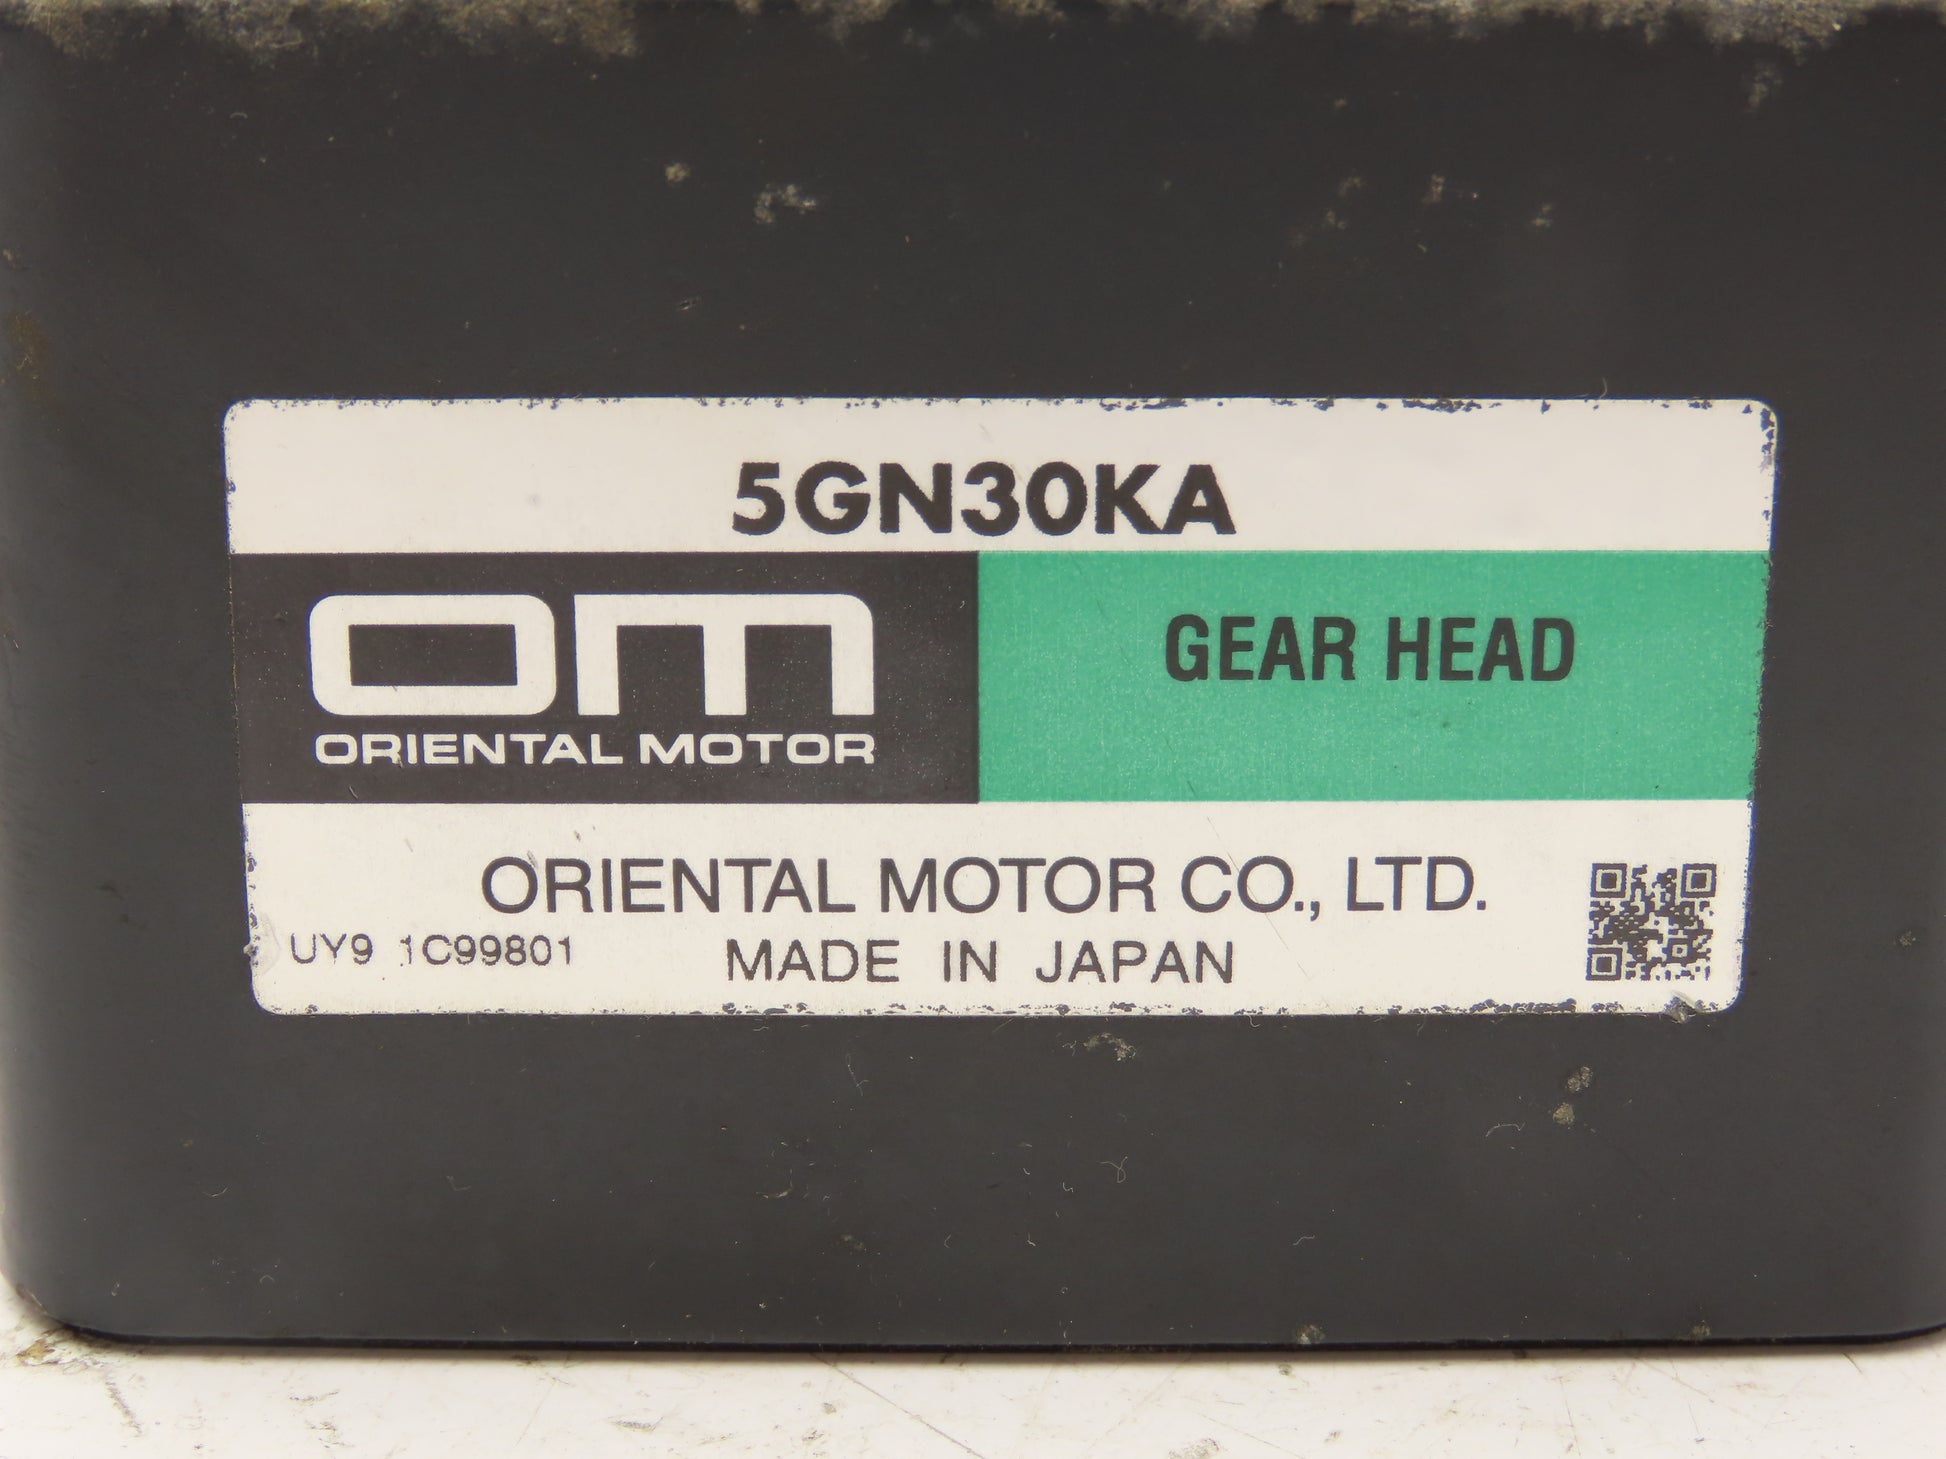 5GN30KA
om
ORIENTAL MOTOR
GEAR HEAD
ORIENTAL MOTOR CO., LTD.
UY9 1C99801
MADE IN JAPAN